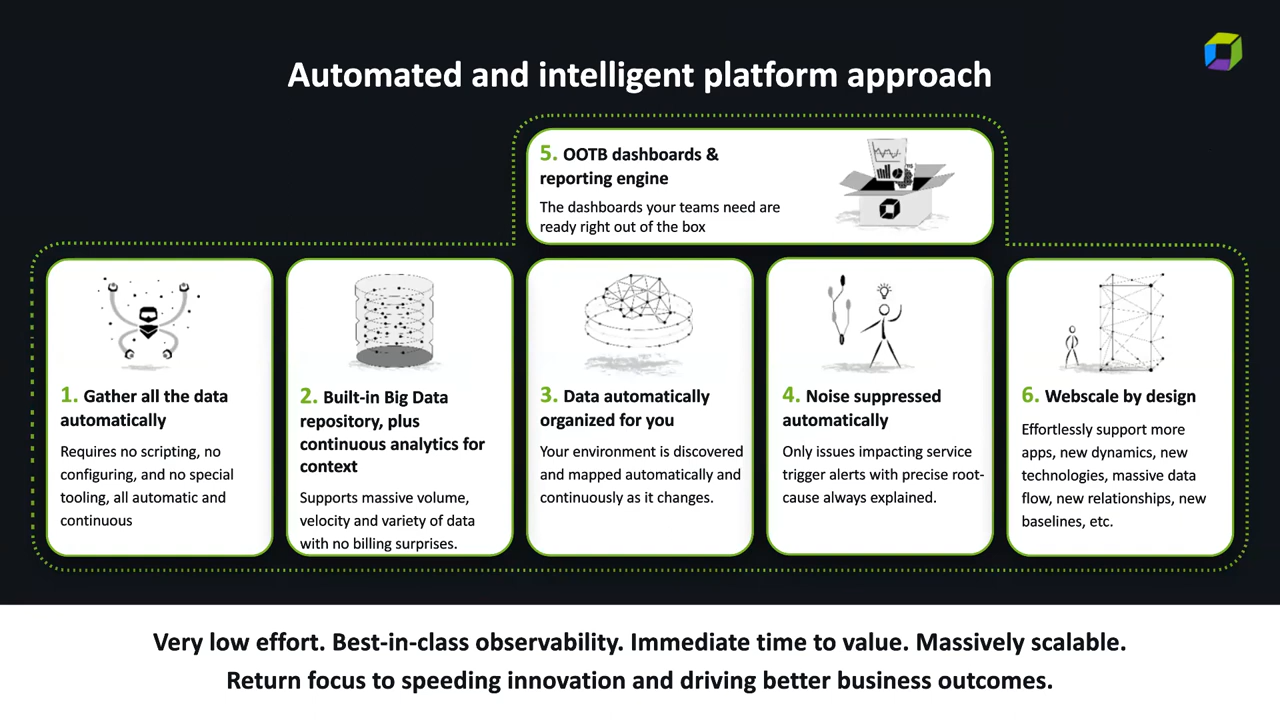 Automated and intelligent platform approach
5. OOTB dashboards &
reporting engine
The dashboards your teams need are
ready right out of the box
1. Gather all the data
automatically
Requires no scripting, no
configuring, and no special
tooling, all automatic and
continuous
2. Built-in Big Data
repository, plus
continuous analytics for
context
Supports massive volume,
velocity and variety of data
with no billing surprises.
3. Data automatically
organized for you
Your environment is discovered
and mapped automatically and
continuously as it changes.
4. Noise suppressed
automatically
Only issues impacting service
trigger alerts with precise root-
cause always explained.
6. Webscale by design
Effortlessly support more
apps, new dynamics, new
technologies, massive data
flow, new relationships, new
baselines, etc.
Very low effort. Best-in-class observability. Immediate time to value. Massively scalable.
Return focus to speeding innovation and driving better business outcomes.